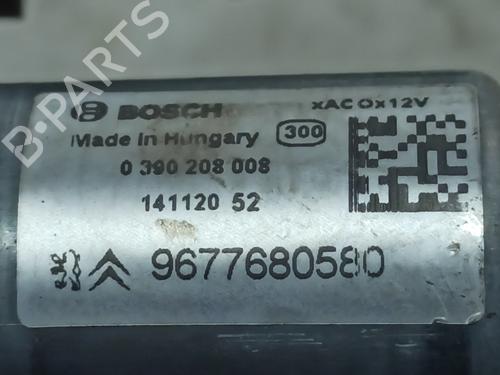 BOSCH xAC Ox12V
Made in Hungary 300
0 390 208 008
141120 52
9677680580
B-PARTS